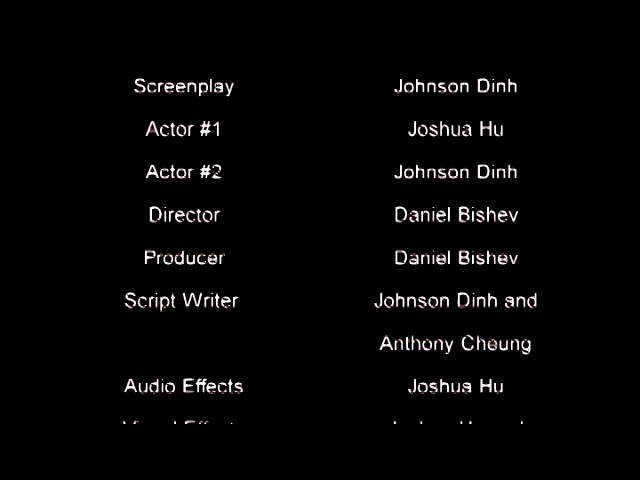 Screenplay Johnson Dinh
Actor #1 Joshua Hu
Actor #2 Johnson Dinh
Director Daniel Bishev
Producer Daniel Bishev
Script Writer Johnson Dinh and
Anthony Cheung
Audio Effects Joshua Hu